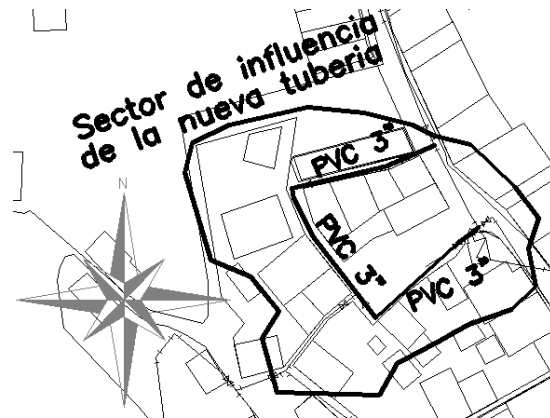 Sector de influencia
de la nueva tuberia
PVC 3"
N
PVC 3"
PVC 3"